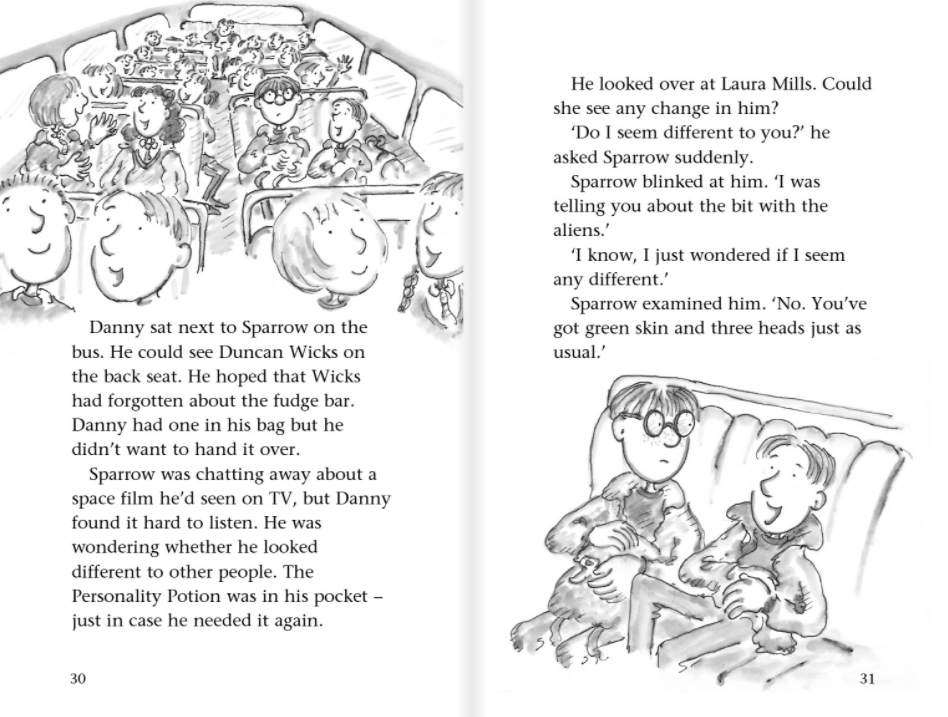 Danny sat next to Sparrow on the
bus. He could see Duncan Wicks on
the back seat. He hoped that Wicks
had forgotten about the fudge bar.
Danny had one in his bag but he
didn’t want to hand it over.
Sparrow was chatting away about a
space film he’d seen on TV, but Danny
found it hard to listen. He was
wondering whether he looked
different to other people. The
Personality Potion was in his pocket –
just in case he needed it again.
30
He looked over at Laura Mills. Could
she see any change in him?
‘Do I seem different to you?’ he
asked Sparrow suddenly.
Sparrow blinked at him. ‘I was
telling you about the bit with the
aliens.’
‘I know, I just wondered if I seem
any different.’
Sparrow examined him. ‘No. You’ve
got green skin and three heads just as
usual.’
31